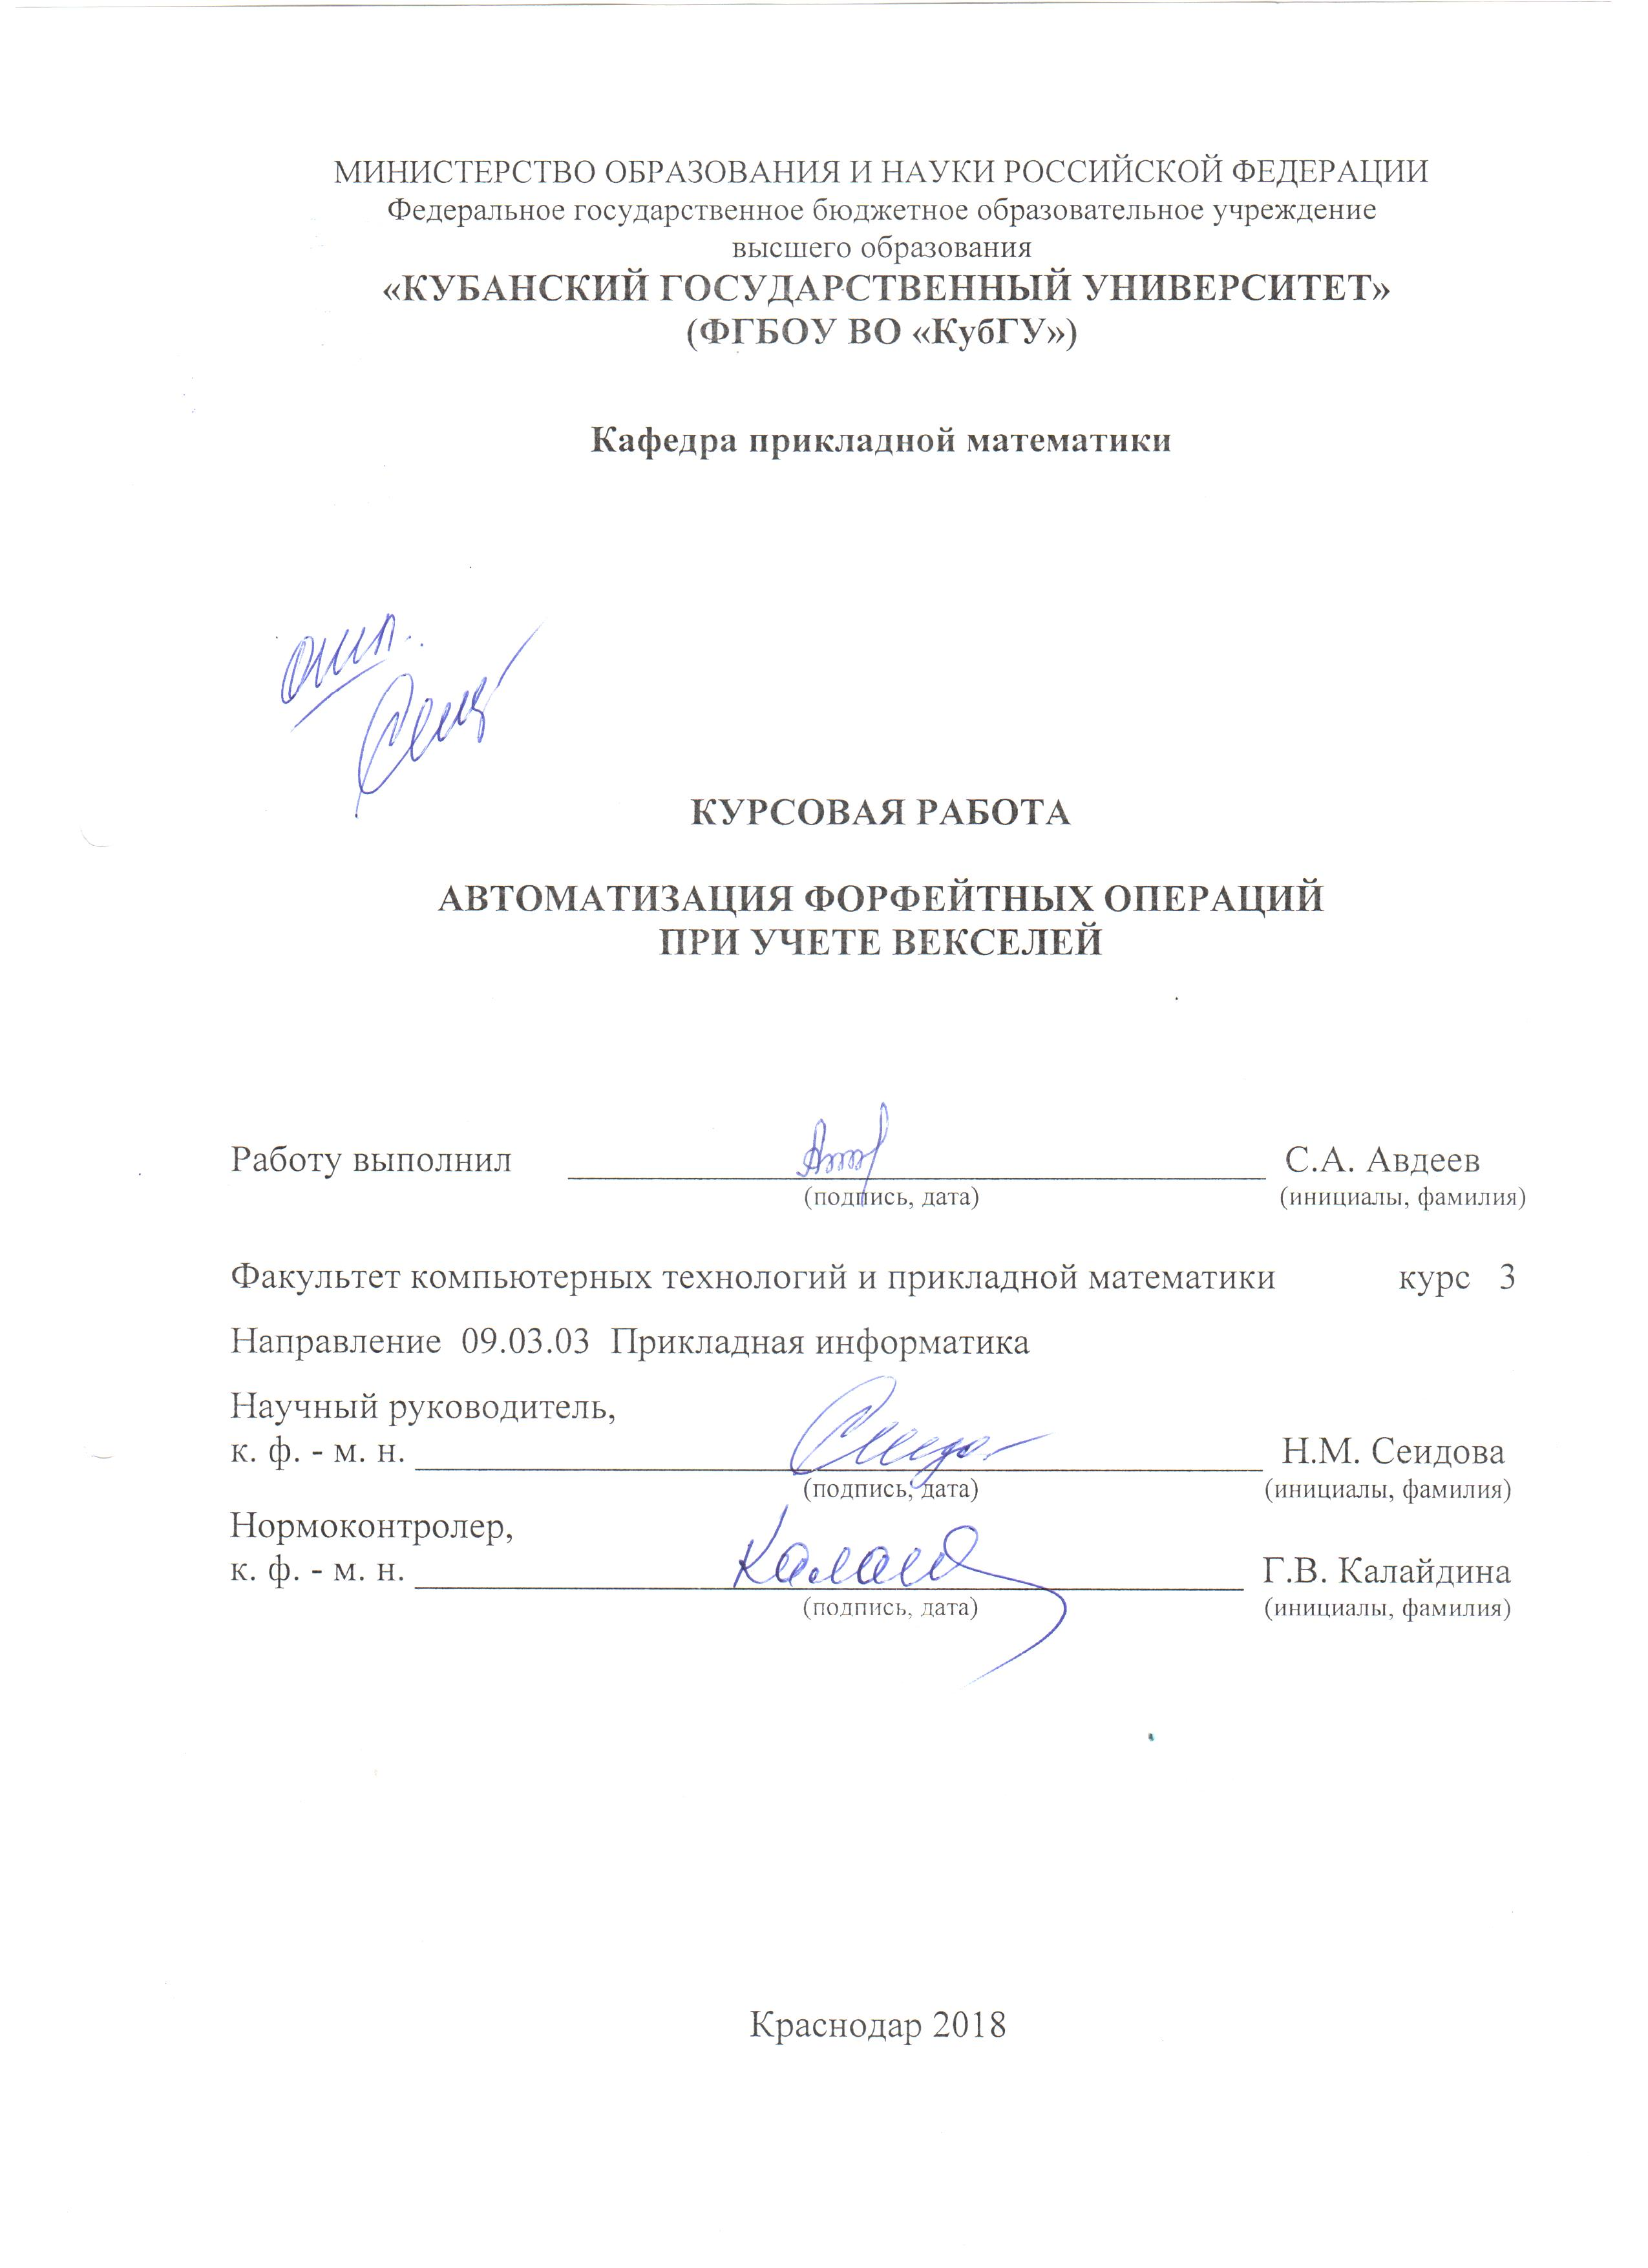 МИНИСТЕРСТВО ОБРАЗОВАНИЯ И НАУКИ РОССИЙСКОЙ ФЕДЕРАЦИИ
Федеральное государственное бюджетное образовательное учреждение
высшего образования
«КУБАНСКИЙ ГОСУДАРСТВЕННЫЙ УНИВЕРСИТЕТ»
(ФГБОУ ВО «КубГУ»)
Кафедра прикладной математики
КУРСОВАЯ РАБОТА
АВТОМАТИЗАЦИЯ ФОРФЕЙТНЫХ ОПЕРАЦИЙ
ПРИ УЧЕТЕ ВЕКСЕЛЕЙ
Работу выполнил С.А. Авдеев
(подпись, дата) (инициалы, фамилия)
Факультет компьютерных технологий и прикладной математики курс 3
Направление 09.03.03 Прикладная информатика
Научный руководитель,
к. ф. - м. н. Н.М. Сеидова
(подпись, дата) (инициалы, фамилия)
Нормоконтролер,
к. ф. - м. н. Г.В. Калайдина
(подпись, дата) (инициалы, фамилия)
Краснодар 2018